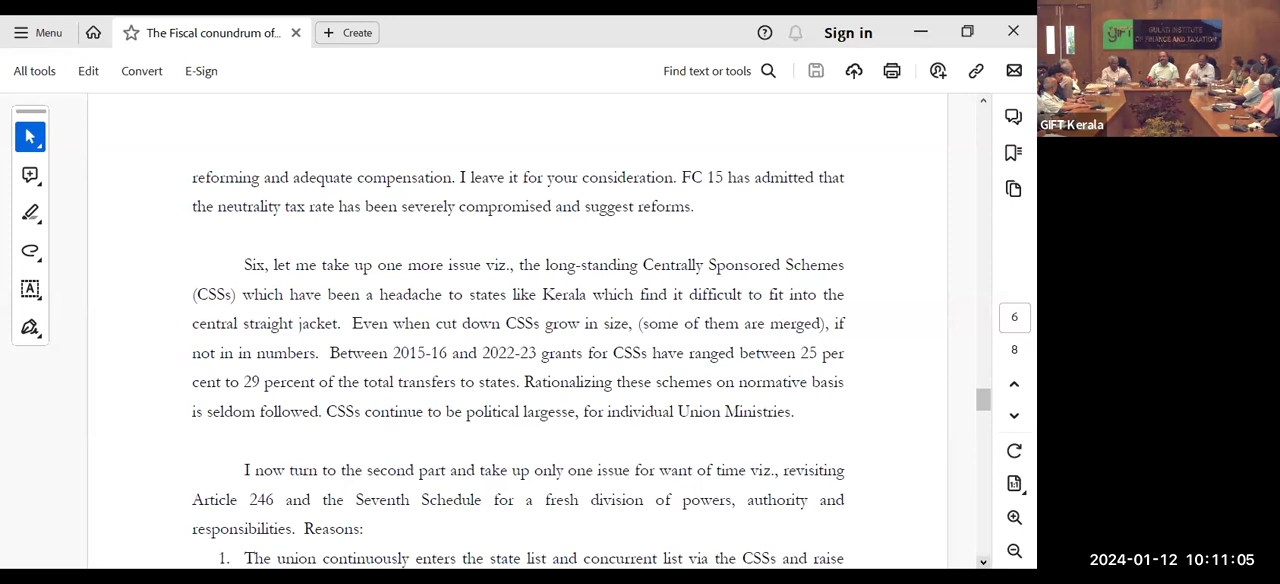 Menu
The Fiscal conundrum of...
Create
Sign in
All tools Edit Convert E-Sign
Find text or tools
reforming and adequate compensation. I leave it for your consideration. FC 15 has admitted that
the neutrality tax rate has been severely compromised and suggest reforms.
Six, let me take up one more issue viz., the long-standing Centrally Sponsored Schemes
(CSSs) which have been a headache to states like Kerala which find it difficult to fit into the
central straight jacket. Even when cut down CSSs grow in size, (some of them are merged), if
not in in numbers. Between 2015-16 and 2022-23 grants for CSSs have ranged between 25 per
cent to 29 percent of the total transfers to states. Rationalizing these schemes on normative basis
is seldom followed. CSSs continue to be political largesse, for individual Union Ministries.
I now turn to the second part and take up only one issue for want of time viz., revisiting
Article 246 and the Seventh Schedule for a fresh division of powers, authority and
responsibilities. Reasons:
1. The union continuously enters the state list and concurrent list via the CSSs and raise
6
8
1:1
gift
GULATI INSTITUTE
OF FINANCE AND TAXATION
GIFT Kerala
2024-01-12 10:11:05